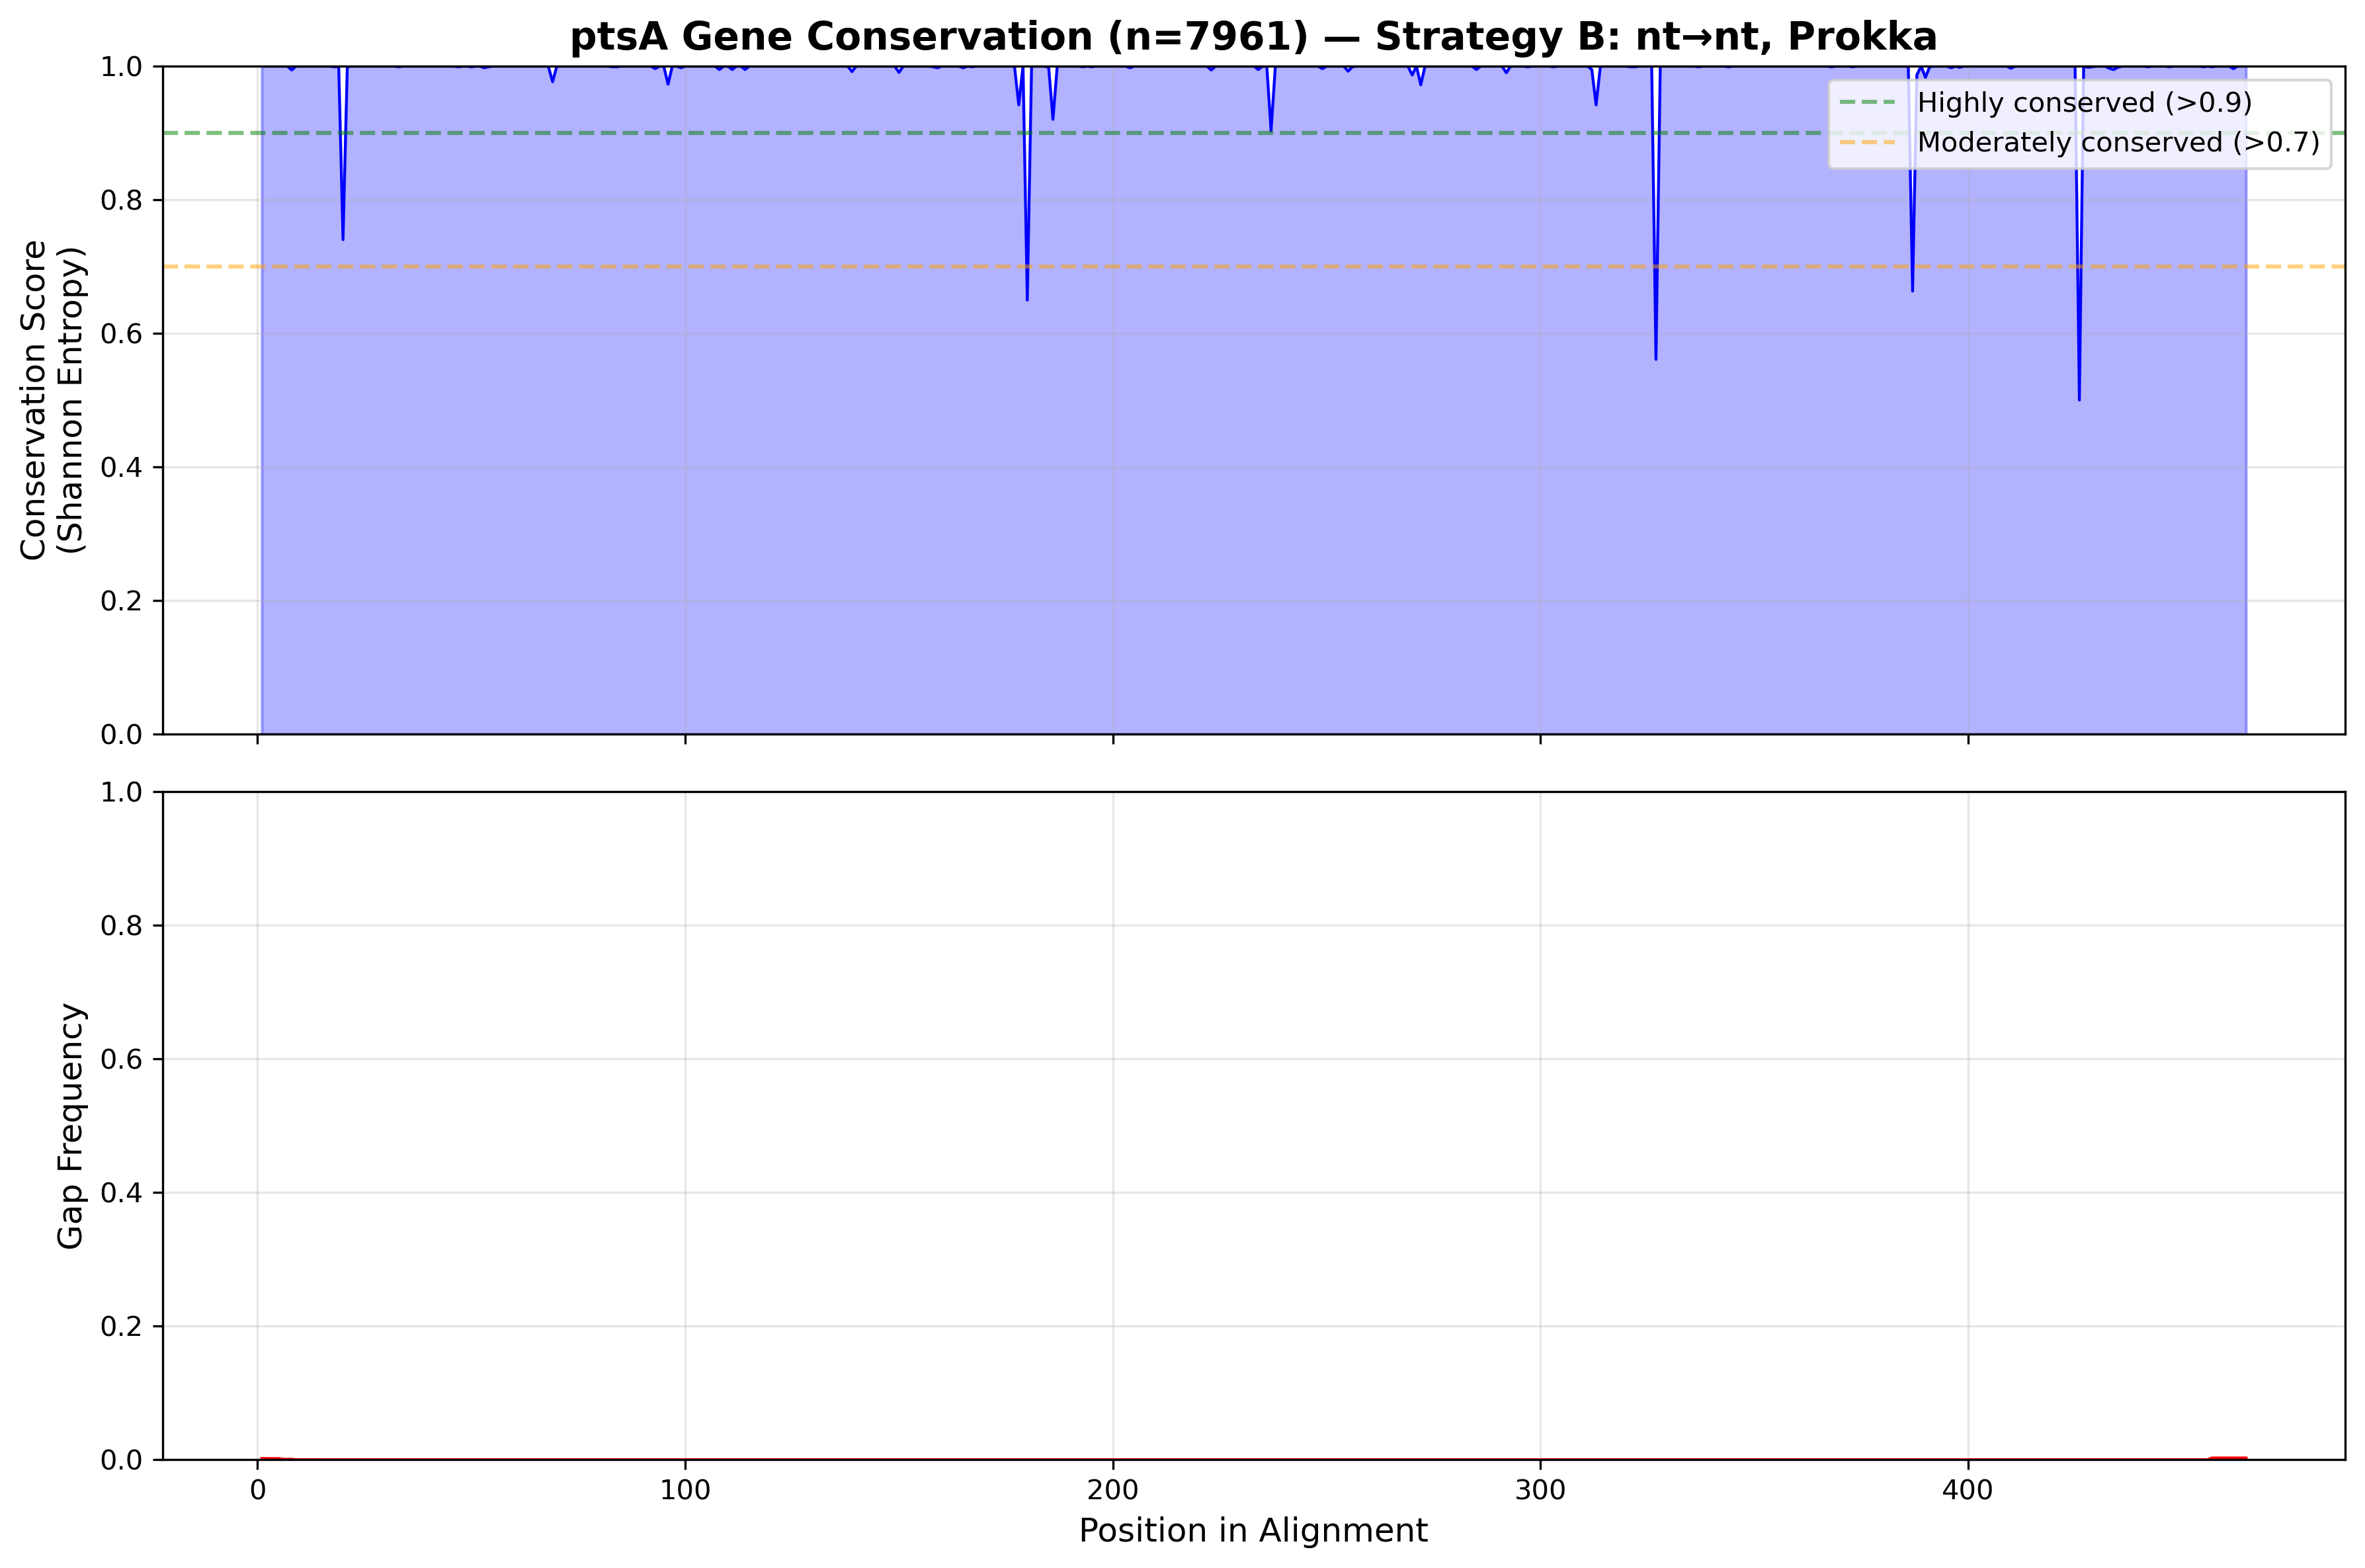 ptsA Gene Conservation (n=7961) — Strategy B: nt→nt, Prokka
Conservation Score
(Shannon Entropy)
1.0
0.8
0.6
0.4
0.2
0.0
Highly conserved (>0.9)
Moderately conserved (>0.7)
Gap Frequency
1.0
0.8
0.6
0.4
0.2
0.0
0
100
200
300
400
Position in Alignment